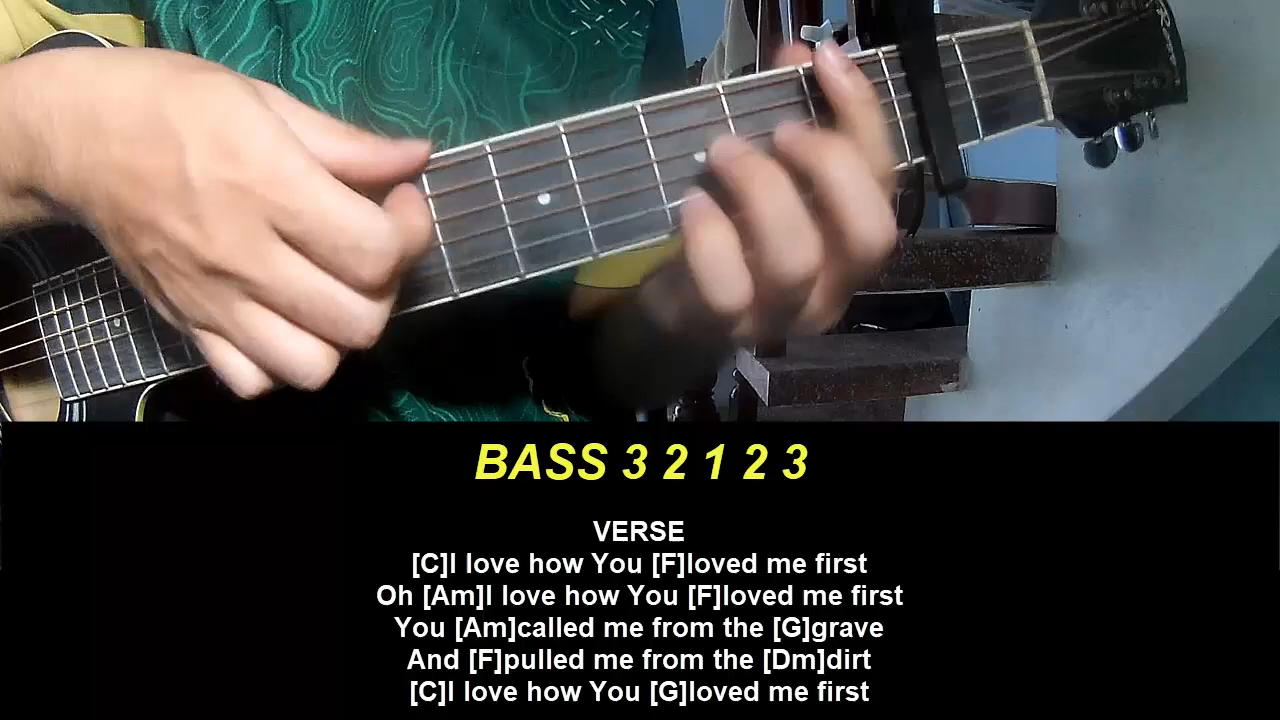 BASS 3 2 1 2 3
VERSE
[C]I love how You [F]loved me first
Oh [Am]I love how You [F]loved me first
You [Am]called me from the [G]grave
And [F]pulled me from the [Dm]dirt
[C]I love how You [G]loved me first